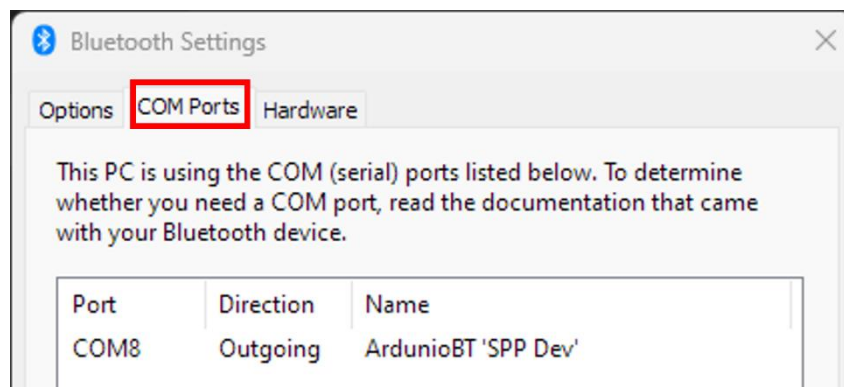 Bluetooth Settings
Options COM Ports Hardware
This PC is using the COM (serial) ports listed below. To determine
whether you need a COM port, read the documentation that came
with your Bluetooth device.
Port Direction Name
COM8 Outgoing ArdunioBT 'SPP Dev'